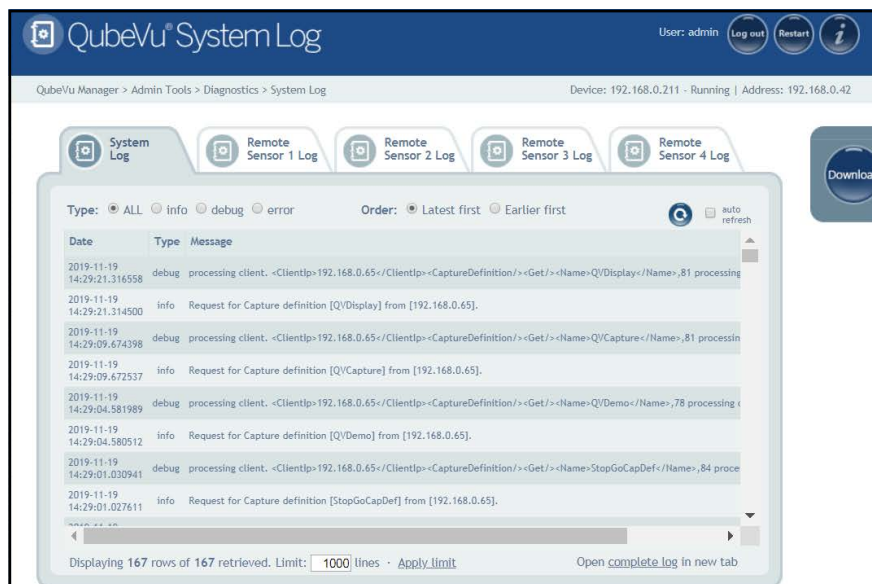 QubeVu® System Log
User: admin
Log out
Restart
i
QubeVu Manager > Admin Tools > Diagnostics > System Log
Device: 192.168.0.211 - Running | Address: 192.168.0.42
System Log
Remote Sensor 1 Log
Remote Sensor 2 Log
Remote Sensor 3 Log
Remote Sensor 4 Log
Downloa
Type: ALL info debug error
Order: Latest first Earlier first
auto refresh
Date Type Message
2019-11-19 14:29:21.316558 debug processing client. <ClientIp>192.168.0.65</ClientIp><CaptureDefinition/><Get/><Name>QVDisplay</Name>,81 processing
2019-11-19 14:29:21.314500 info Request for Capture definition [QVDisplay] from [192.168.0.65].
2019-11-19 14:29:09.674398 debug processing client. <ClientIp>192.168.0.65</ClientIp><CaptureDefinition/><Get/><Name>QVCapture</Name>,81 processin
2019-11-19 14:29:09.672537 info Request for Capture definition [QVCapture] from [192.168.0.65].
2019-11-19 14:29:04.581989 debug processing client. <ClientIp>192.168.0.65</ClientIp><CaptureDefinition/><Get/><Name>QVDemo</Name>,78 processing
2019-11-19 14:29:04.580512 info Request for Capture definition [QVDemo] from [192.168.0.65].
2019-11-19 14:29:01.030941 debug processing client. <ClientIp>192.168.0.65</ClientIp><CaptureDefinition/><Get/><Name>StopGoCapDef</Name>,84 proce
2019-11-19 14:29:01.027611 info Request for Capture definition [StopGoCapDef] from [192.168.0.65].
Displaying 167 rows of 167 retrieved. Limit: 1000 lines · Apply limit
Open complete log in new tab